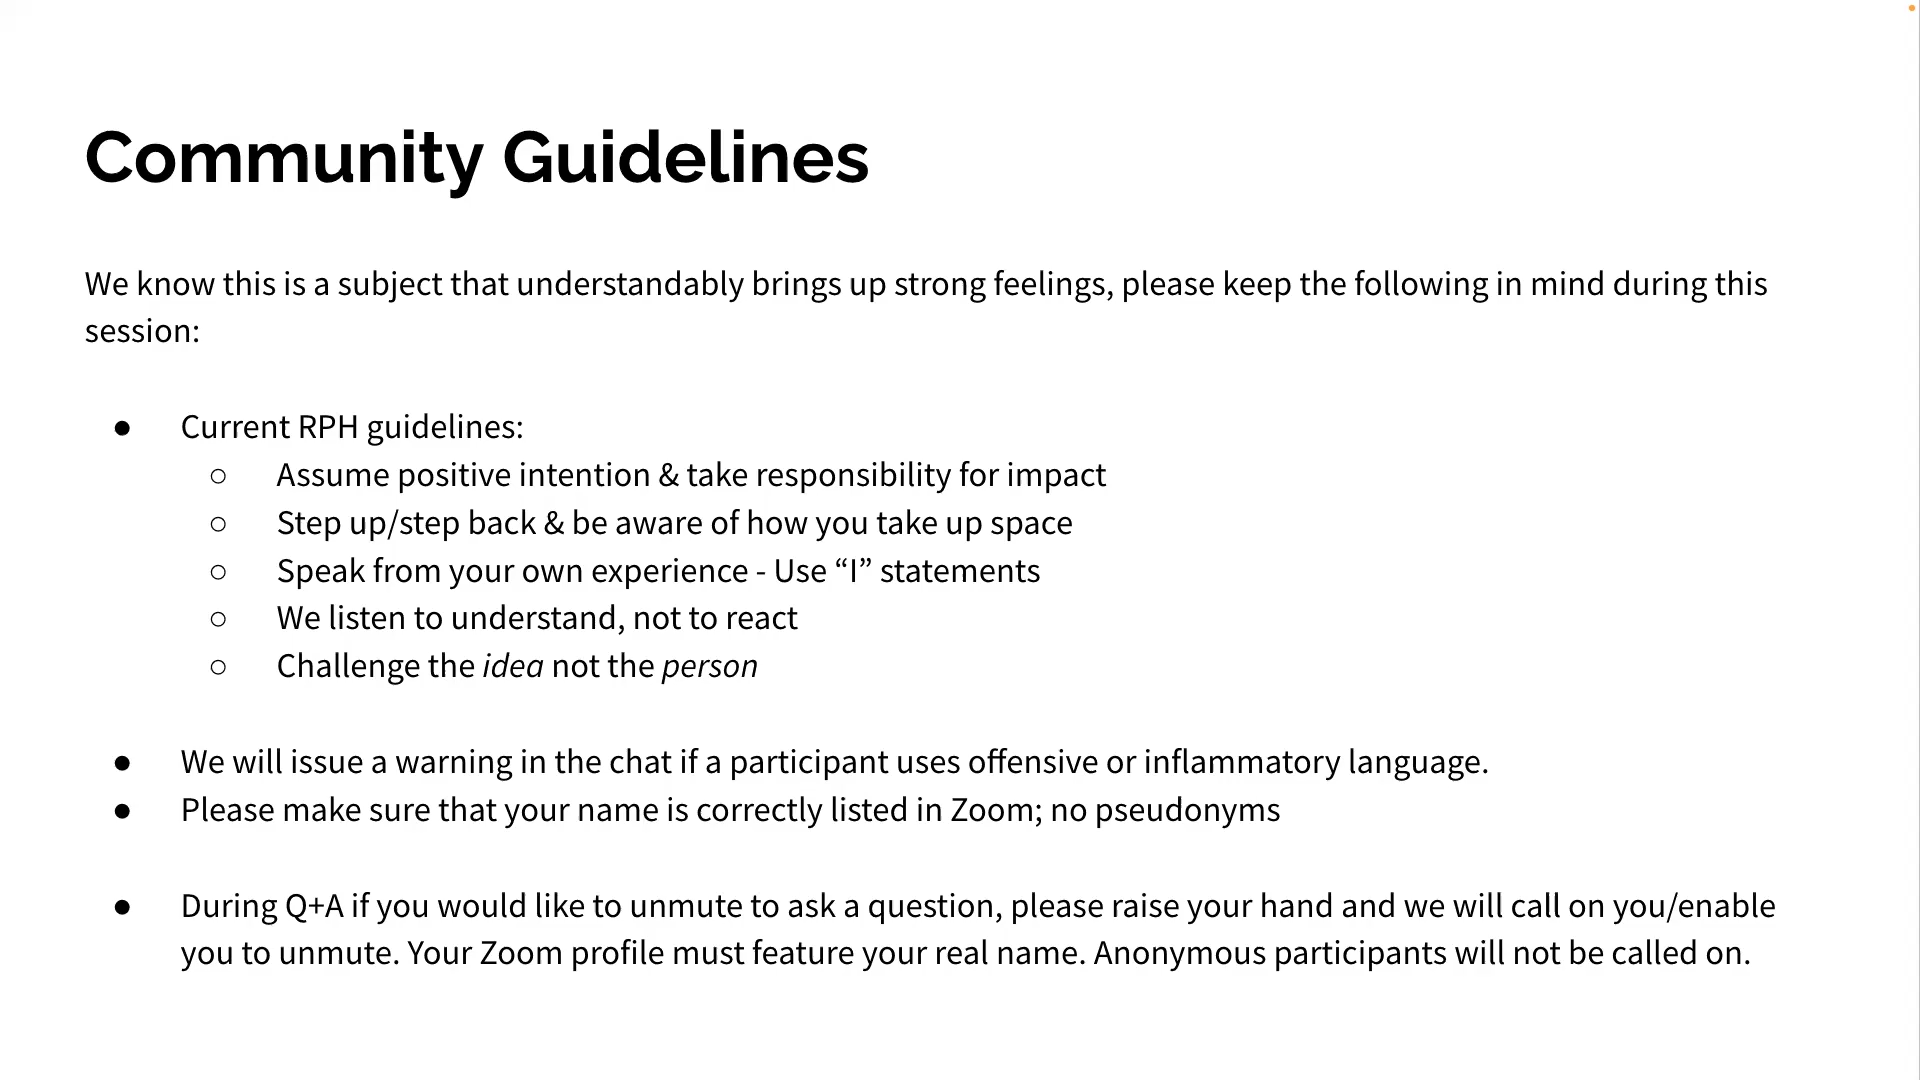 Community Guidelines
We know this is a subject that understandably brings up strong feelings, please keep the following in mind during this
session:
● Current RPH guidelines:
○ Assume positive intention & take responsibility for impact
○ Step up/step back & be aware of how you take up space
○ Speak from your own experience - Use “I” statements
○ We listen to understand, not to react
○ Challenge the idea not the person
● We will issue a warning in the chat if a participant uses offensive or inflammatory language.
● Please make sure that your name is correctly listed in Zoom; no pseudonyms
● During Q+A if you would like to unmute to ask a question, please raise your hand and we will call on you/enable
you to unmute. Your Zoom profile must feature your real name. Anonymous participants will not be called on.